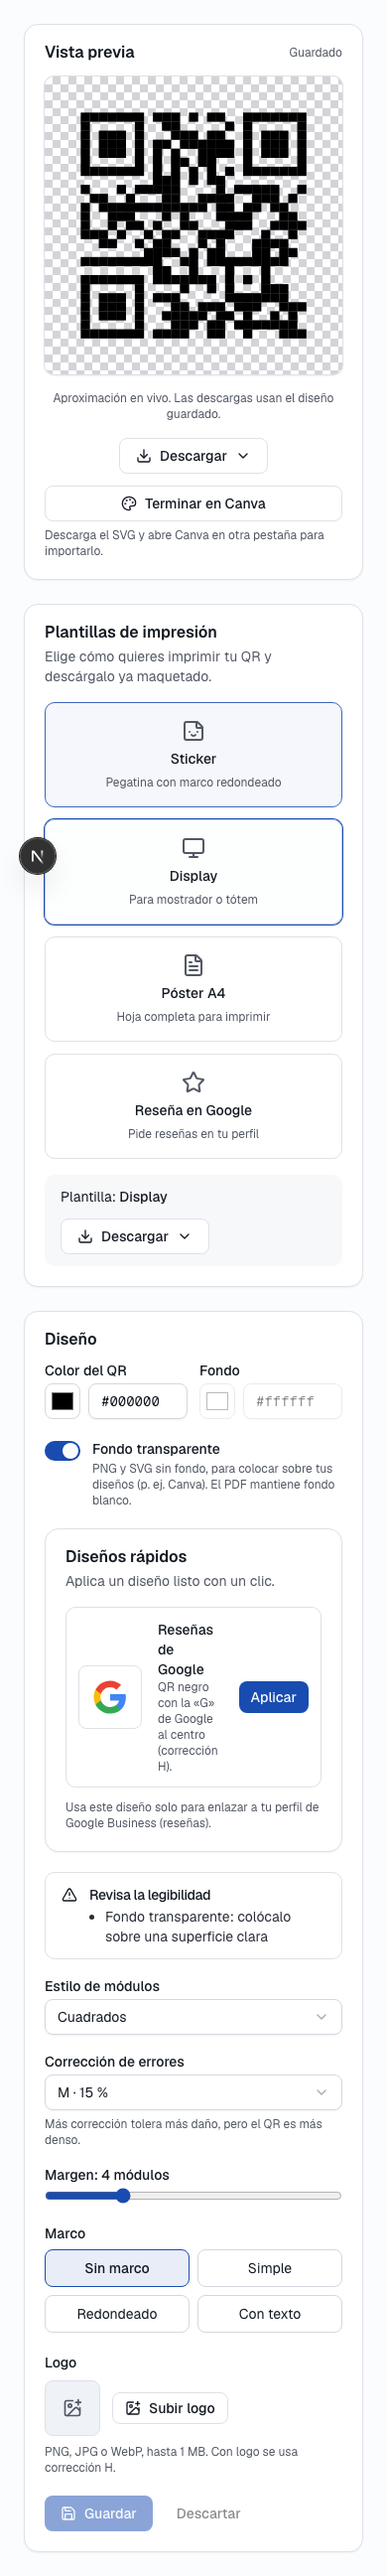 Vista previa
Guardado
Aproximación en vivo. Las descargas usan el diseño
guardado.
Descargar
Terminar en Canva
Descarga el SVG y abre Canva en otra pestaña para
importarlo.
Plantillas de impresión
Elige cómo quieres imprimir tu QR y
descárgalo ya maquetado.
Sticker
Pegatina con marco redondeado
N
Display
Para mostrador o tótem
Póster A4
Hoja completa para imprimir
Reseña en Google
Pide reseñas en tu perfil
Plantilla: Display
Descargar
Diseño
Color del QR
Fondo
#000000
#ffffff
Fondo transparente
PNG y SVG sin fondo, para colocar sobre tus
diseños (p. ej. Canva). El PDF mantiene fondo
blanco.
Diseños rápidos
Aplica un diseño listo con un clic.
Reseñas
de
Google
QR negro
con la «G»
de Google
al centro
(corrección
H).
G
Aplicar
Usa este diseño solo para enlazar a tu perfil de
Google Business (reseñas).
Revisa la legibilidad
• Fondo transparente: colócalo
sobre una superficie clara
Estilo de módulos
Cuadrados
Corrección de errores
M · 15 %
Más corrección tolera más daño, pero el QR es más
denso.
Margen: 4 módulos
Marco
Sin marco
Simple
Redondeado
Con texto
Logo
Subir logo
PNG, JPG o WebP, hasta 1 MB. Con logo se usa
corrección H.
Guardar
Descartar